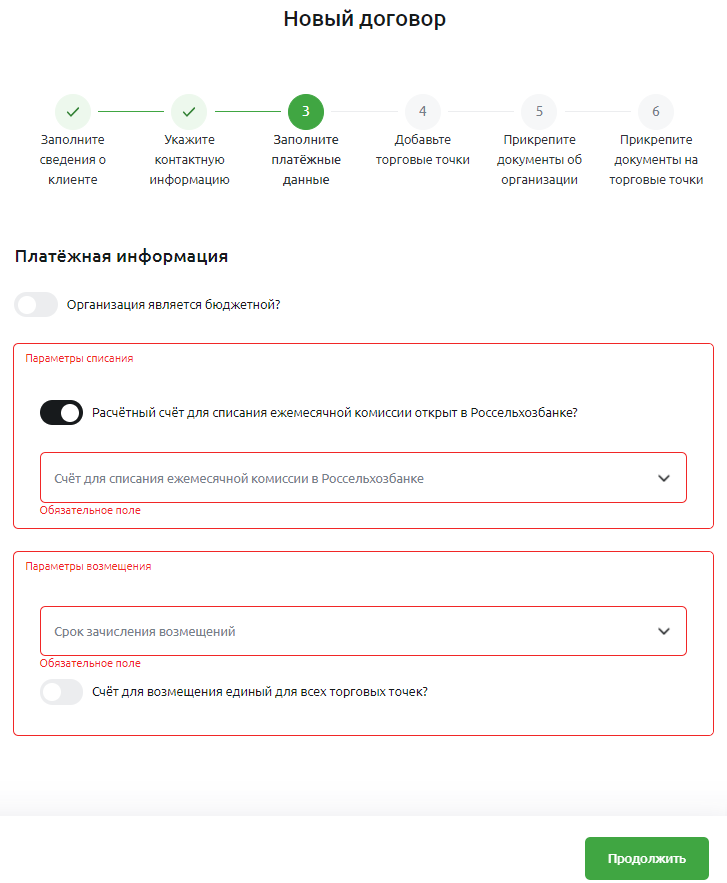 Новый договор
3
4
5
6
Заполните
сведения о
клиенте
Укажите
контактную
информацию
Заполните
платёжные
данные
Добавьте
торговые точки
Прикрепите
документы об
организации
Прикрепите
документы на
торговые точки
Платёжная информация
Организация является бюджетной?
Параметры списания
Расчётный счёт для списания ежемесячной комиссии открыт в Россельхозбанке?
Счёт для списания ежемесячной комиссии в Россельхозбанке
Обязательное поле
Параметры возмещения
Срок зачисления возмещений
Обязательное поле
Счёт для возмещения единый для всех торговых точек?
Продолжить